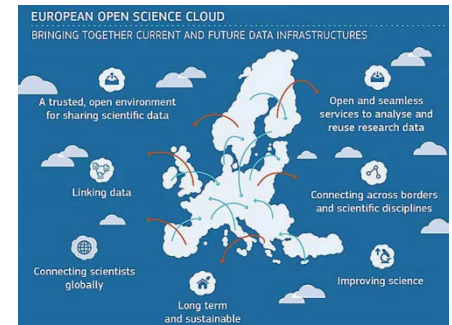 EUROPEAN OPEN SCIENCE CLOUD
BRINGING TOGETHER CURRENT AND FUTURE DATA INFRASTRUCTURES
A trusted, open environment
for sharing scientific data
Open and seamless
services to analyse and
reuse research data
Linking data
Connecting across borders
and scientific disciplines
Connecting scientists
globally
Improving science
Long term
and sustainable